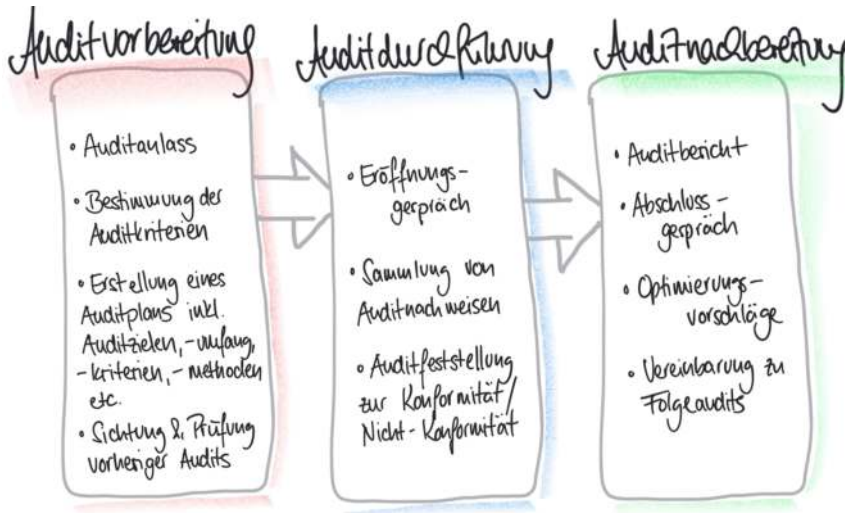 Auditvorbereitung
• Auditanlass
• Bestimmung der
Auditkriterien
• Erstellung eines
Auditplans inkl.
Auditzielen, -umfang,
-kriterien, -methoden
etc.
• Sichtung & Prüfung
vorheriger Audits
Auditdurchführung
• Eröffnungs-
gespräch
• Sammlung von
Auditnachweisen
• Auditfeststellung
zur Konformität/
Nicht-Konformität
Auditnachbereitung
• Auditbericht
• Abschluss-
gespräch
• Optimierungs-
vorschläge
• Vereinbarung zu
Folgeaudits